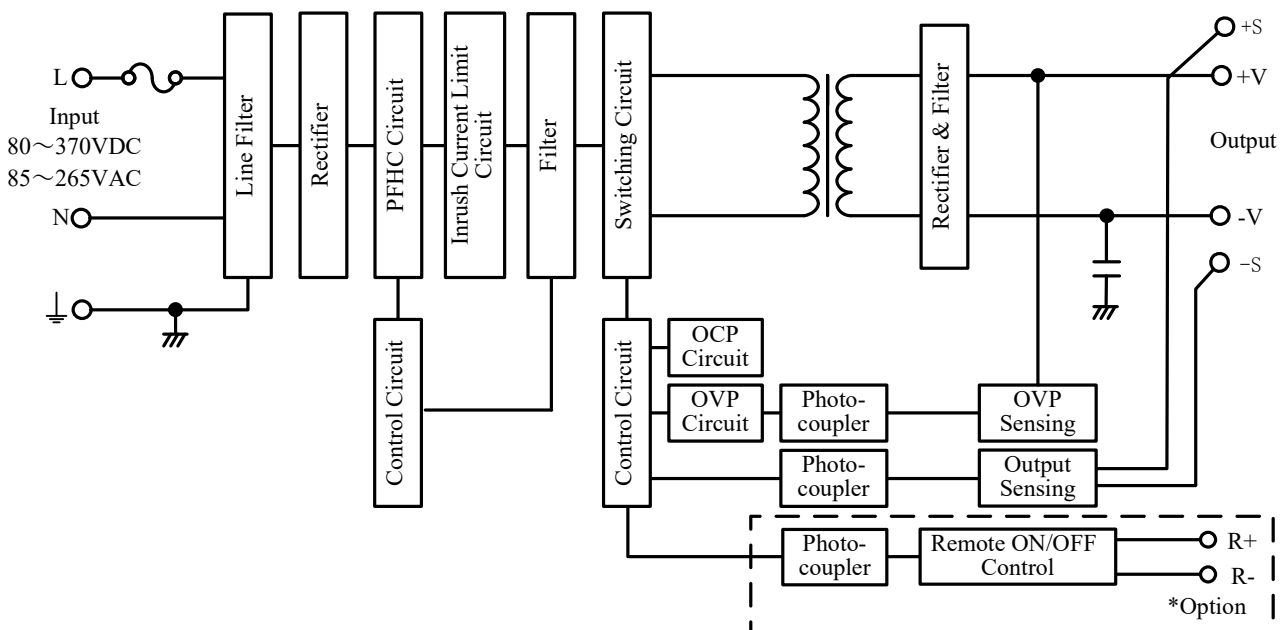 L
Input
80～370VDC
85～265VAC
N
Line Filter
Rectifier
PFHC Circuit
Inrush Current Limit
Circuit
Filter
Switching Circuit
Rectifier & Filter
+S
+V
Output
-V
−S
Control Circuit
Control Circuit
OCP
Circuit
OVP
Circuit
Photo-
coupler
OVP
Sensing
Photo-
coupler
Output
Sensing
Photo-
coupler
Remote ON/OFF
Control
R+
R-
*Option